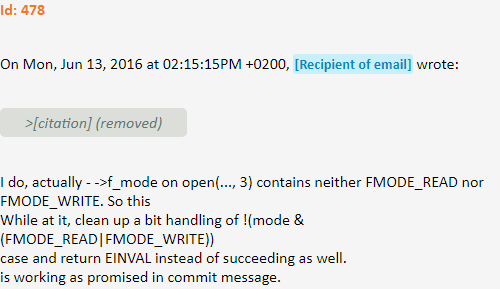 Id: 478
On Mon, Jun 13, 2016 at 02:15:15PM +0200, [Recipient of email] wrote:
>[citation] (removed)
I do, actually - ->f_mode on open(..., 3) contains neither FMODE_READ nor
FMODE_WRITE. So this
While at it, clean up a bit handling of !(mode &
(FMODE_READ|FMODE_WRITE))
case and return EINVAL instead of succeeding as well.
is working as promised in commit message.